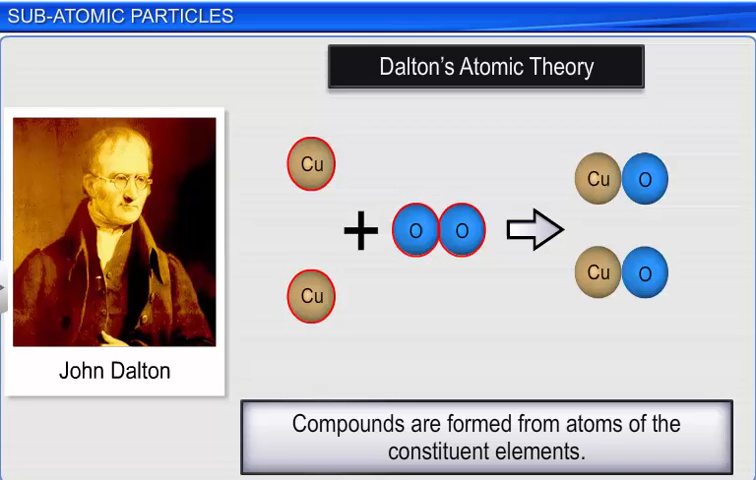 SUB-ATOMIC PARTICLES
Dalton's Atomic Theory
Cu
Cu
+
O O
Cu O
Cu O
John Dalton
Compounds are formed from atoms of the
constituent elements.